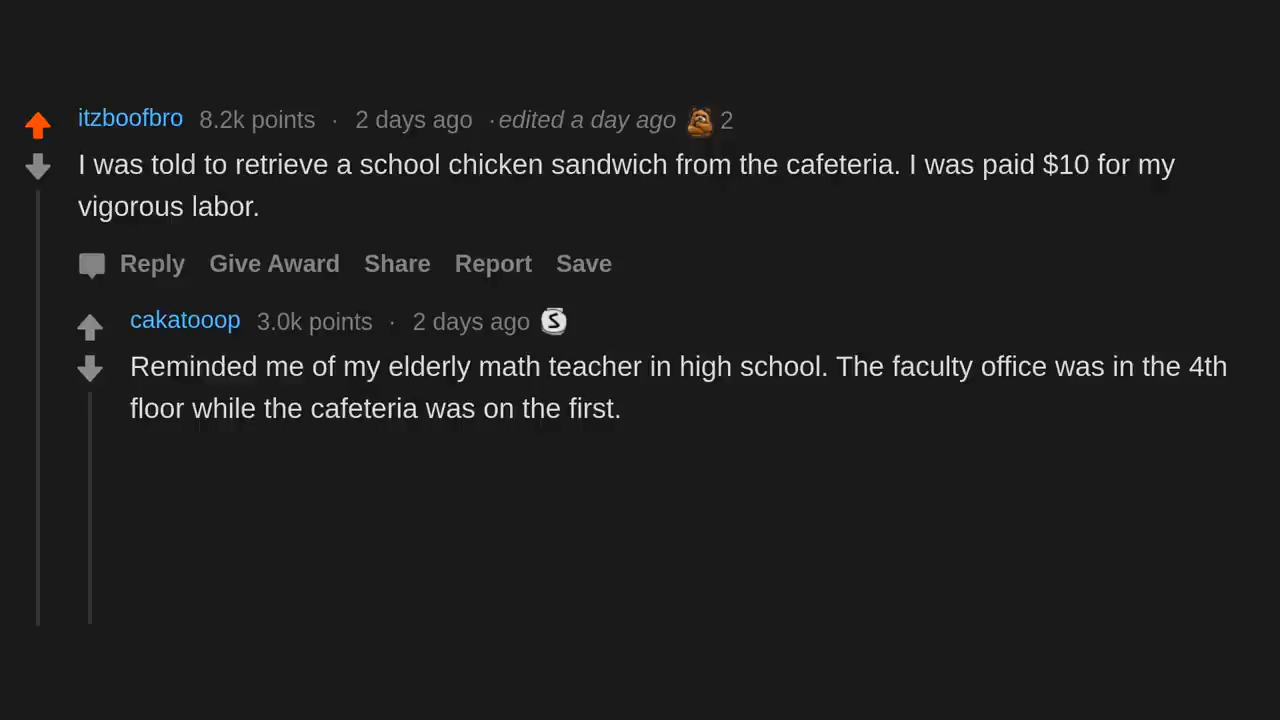 itzboofbro 8.2k points · 2 days ago · edited a day ago 2
I was told to retrieve a school chicken sandwich from the cafeteria. I was paid $10 for my
vigorous labor.
Reply Give Award Share Report Save
cakatooop 3.0k points · 2 days ago S
Reminded me of my elderly math teacher in high school. The faculty office was in the 4th
floor while the cafeteria was on the first.